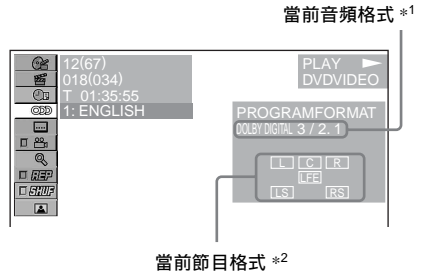 當前音頻格式 *1
12(67)
018(034)
T 01:35:55
1: ENGLISH
PLAY
DVDVIDEO
PROGRAMFORMAT
DOLBY DIGITAL 3 / 2. 1
L C R
LFE
LS RS
REP
SHUF
當前節目格式 *2